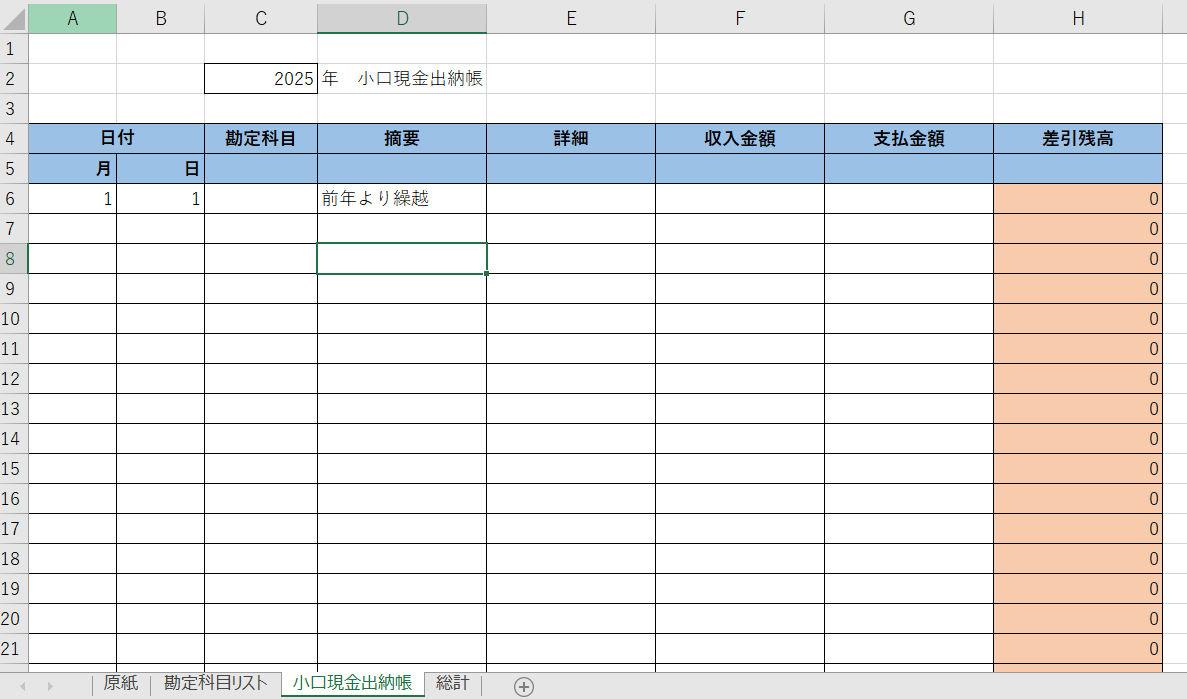 A B C D E F G H
1
2 2025 年 小口現金出納帳
3
4 日付 勘定科目 摘要 詳細 収入金額 支払金額 差引残高
5 月 日
6 1 1 前年より繰越 0
7 0
8 0
9 0
10 0
11 0
12 0
13 0
14 0
15 0
16 0
17 0
18 0
19 0
20 0
21 0
原紙 勘定科目リスト 小口現金出納帳 総計